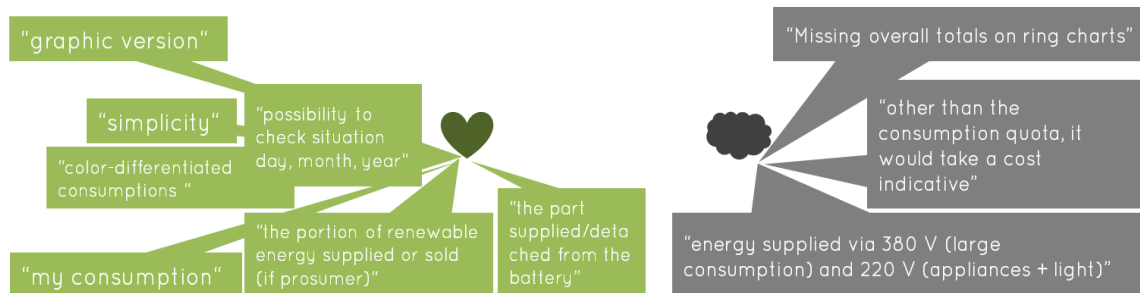 “graphic version“
“simplicity“
“color-differentiated
consumptions “
“possibility to
check situation
day, month, year“
“my consumption“
“the portion of renewable
energy supplied or sold
(if prosumer)“
“the part
supplied/deta
ched from the
battery”
“Missing overall totals on ring charts”
“other than the
consumption quota, it
would take a cost
indicative”
“energy supplied via 380 V (large
consumption) and 220 V (appliances + light)”